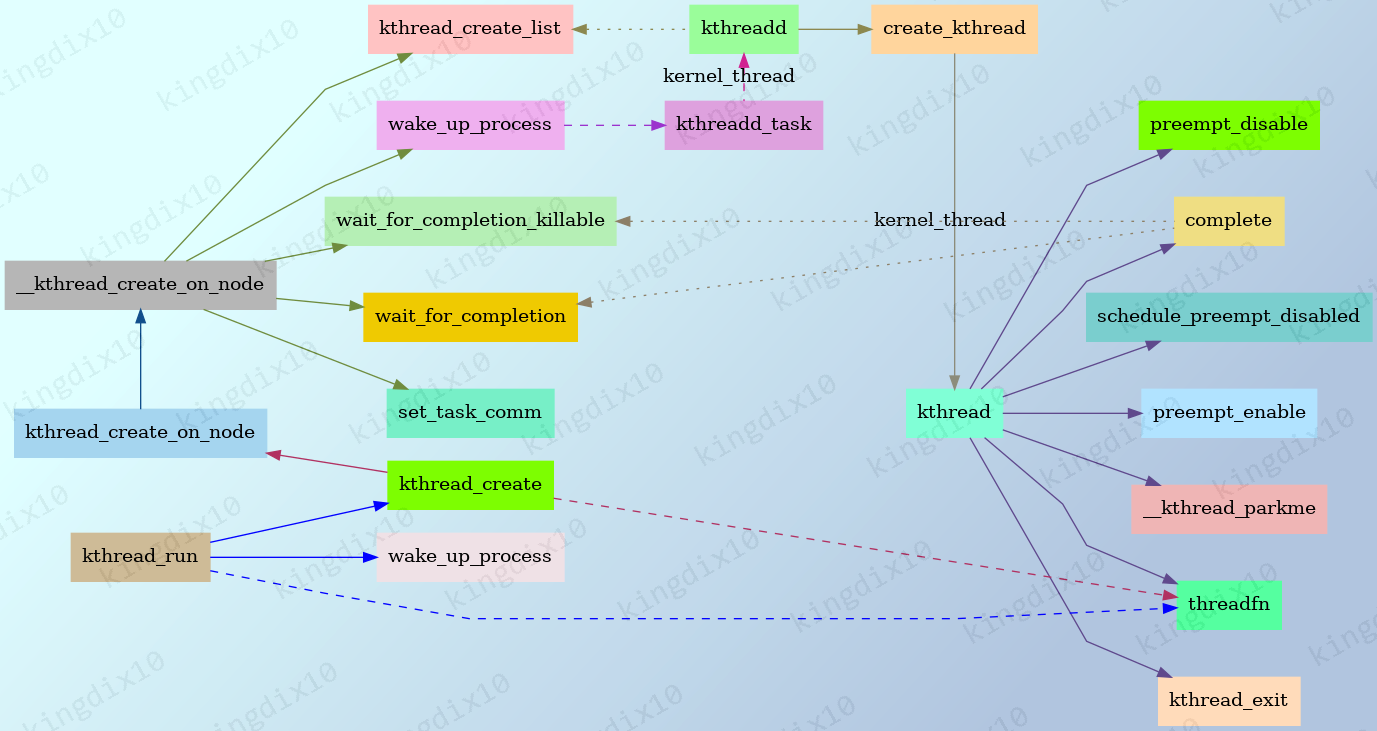 kthread_create_list
kthreadd
create_kthread
kernel_thread
wake_up_process
kthreadd_task
preempt_disable
wait_for_completion_killable
kernel_thread
complete
__kthread_create_on_node
wait_for_completion
schedule_preempt_disabled
set_task_comm
kthread
preempt_enable
kthread_create_on_node
kthread_create
__kthread_parkme
kthread_run
wake_up_process
threadfn
kthread_exit
kingdix10